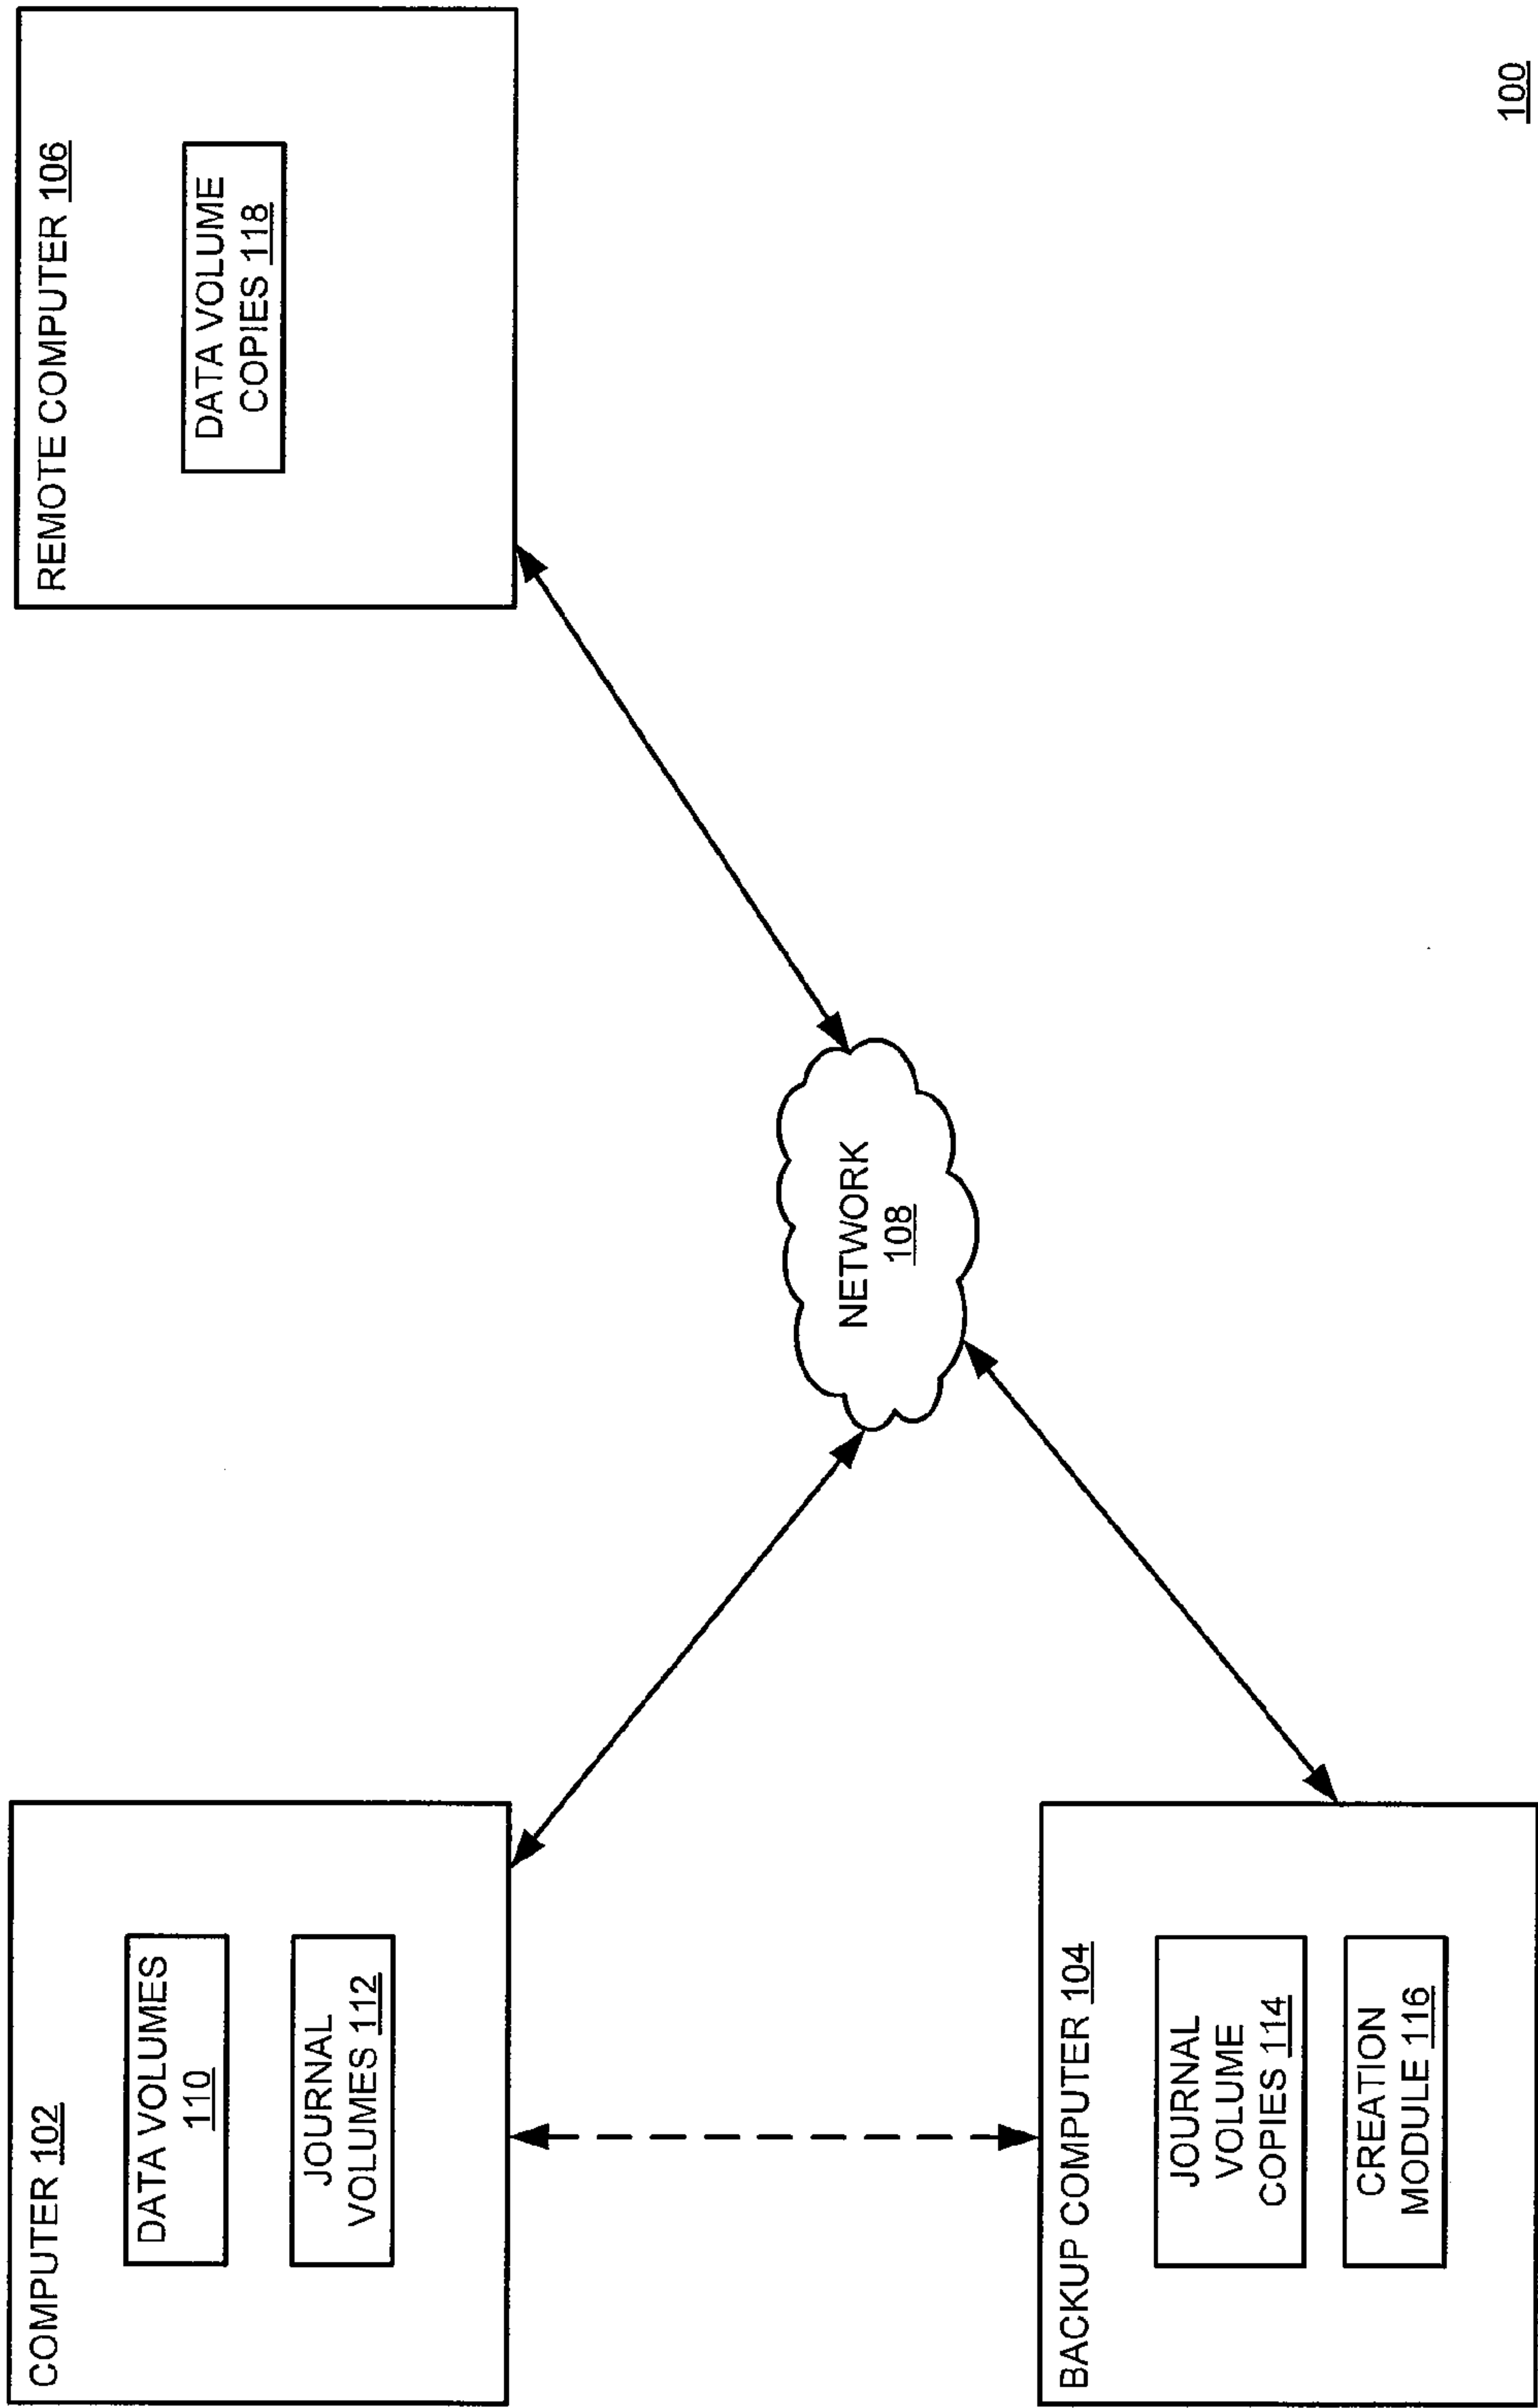 COMPUTER 102
DATA VOLUMES
110
JOURNAL
VOLUMES 112
REMOTE COMPUTER 106
DATA VOLUME
COPIES 118
NETWORK
108
BACKUP COMPUTER 104
JOURNAL
VOLUME
COPIES 114
CREATION
MODULE 116
100